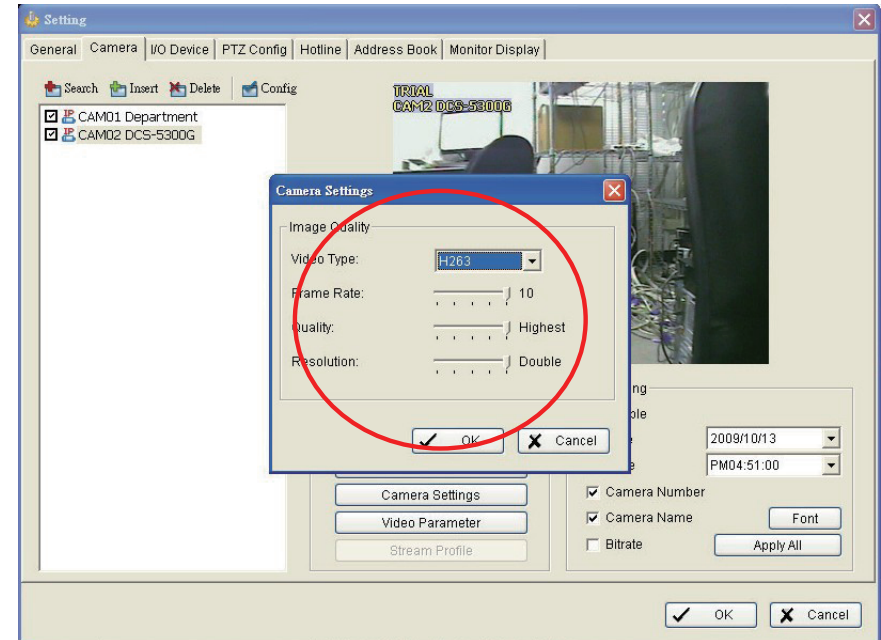 Setting
General Camera I/O Device PTZ Config Hotline Address Book Monitor Display
Search Insert Delete Config
TRIAL
CAM2 DCS-5300G
CAM01 Department
CAM02 DCS-5300G
Camera Settings
Image Quality
Video Type: H263
Frame Rate: 10
Quality: Highest
Resolution: Double
OK Cancel
ng
ble
2009/10/13
PM04:51:00
Camera Settings
Camera Number
Video Parameter
Camera Name
Font
Stream Profile
Bitrate
Apply All
OK Cancel